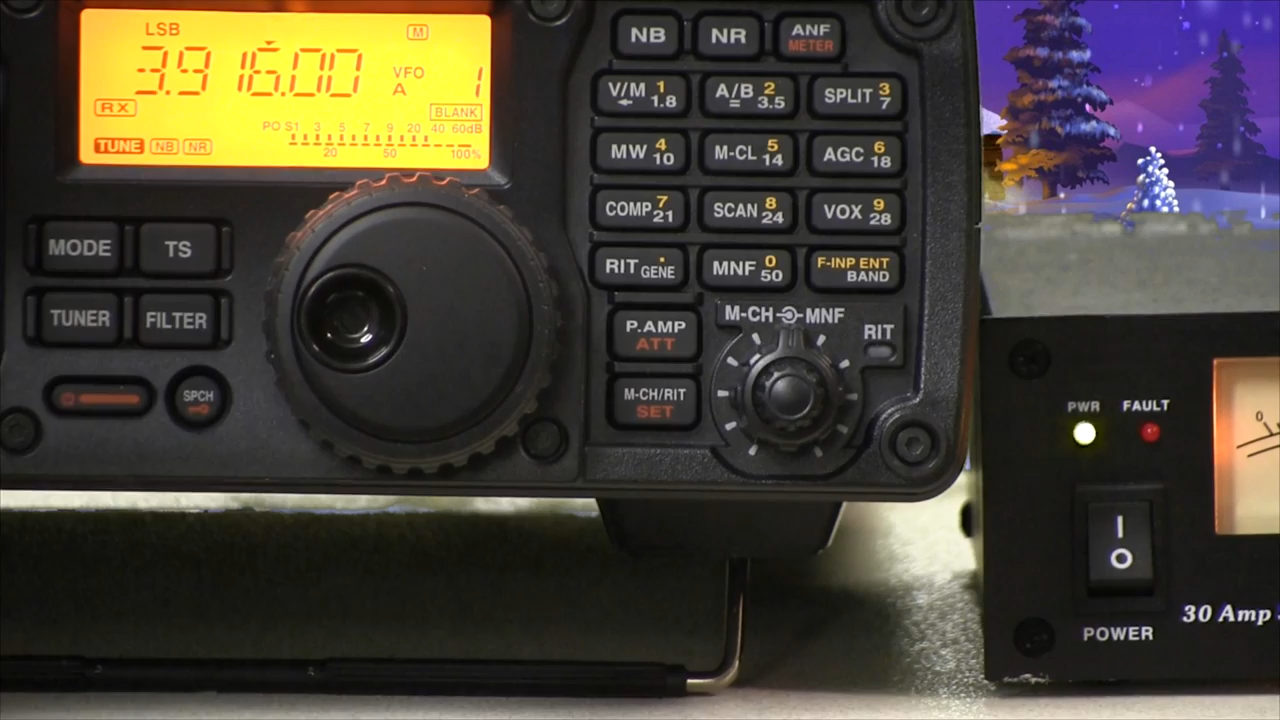 LSB
M
3.916.00
VFO
A
1
RX
BLANK
PO S1 3 5 7 9 20 40 60dB
TUNE NB NR
20 50 100%
NB NR ANF
METER
V/M 1 1.8
A/B = 2 3.5
SPLIT 3 7
MW 4 10
M-CL 5 14
AGC 6 18
COMP 7 21
SCAN 8 24
VOX 9 28
RIT . GENE
MNF 0 50
F-INP ENT
BAND
MODE TS
TUNER FILTER
SPCH
P.AMP
ATT
M-CH/RIT
SET
M-CH MNF
RIT
PWR FAULT
0
I
O
POWER
30 Amp